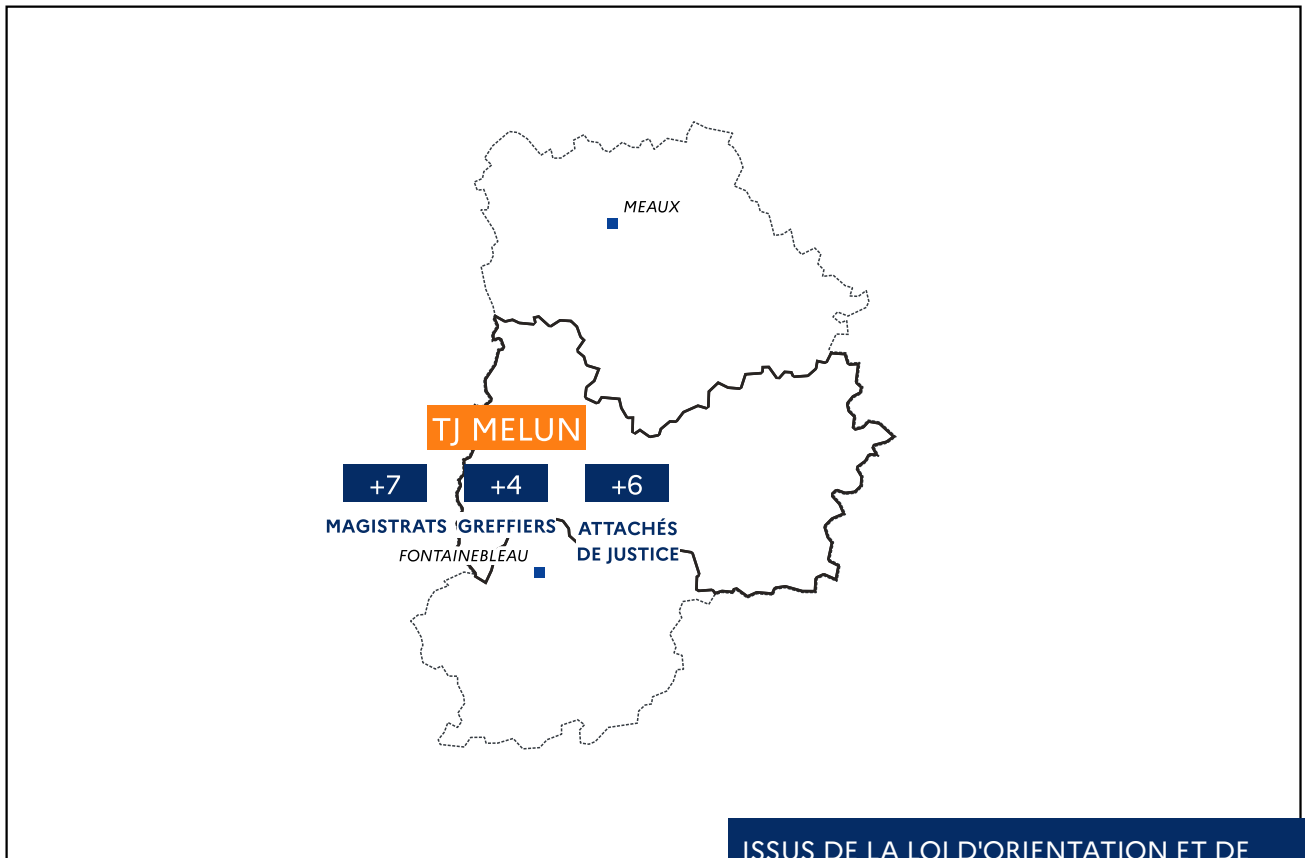 MEAUX
TJ MELUN
+7
+4
+6
MAGISTRATS
GREFFIERS
ATTACHÉS
DE JUSTICE
FONTAINEBLEAU
ISSUS DE LA LOI D'ORIENTATION ET DE